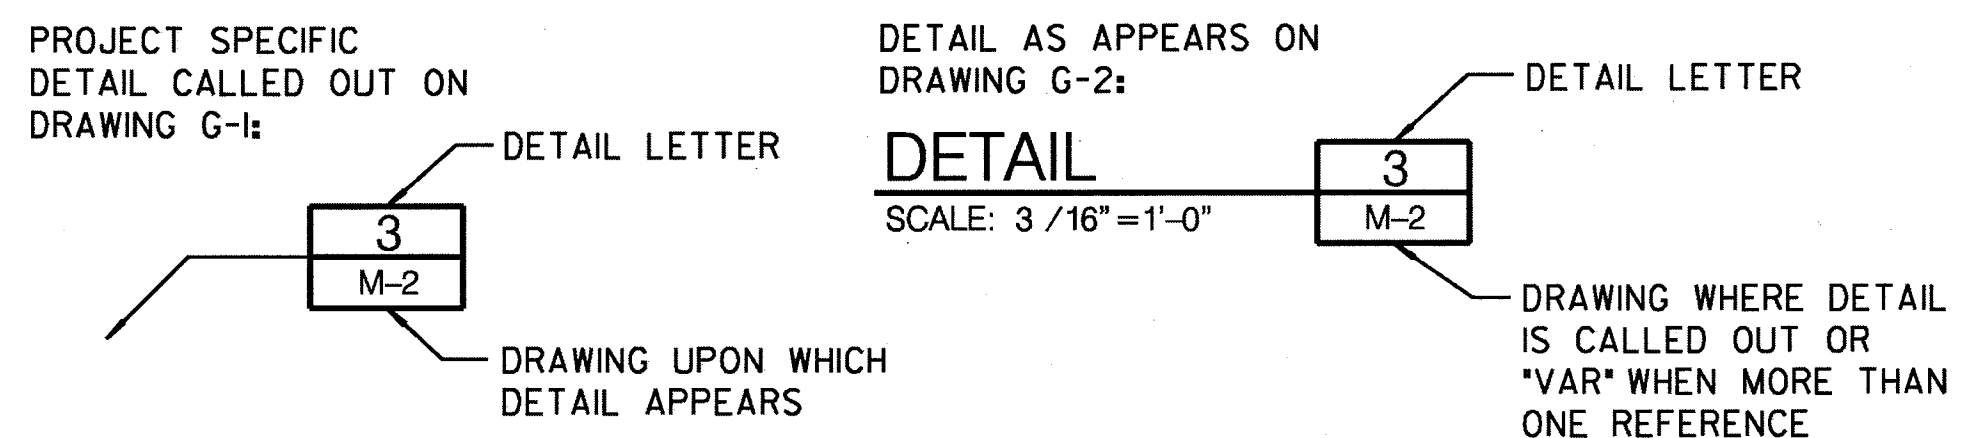 PROJECT SPECIFIC
DETAIL CALLED OUT ON
DRAWING G-1:
DETAIL LETTER
3
M-2
DRAWING UPON WHICH
DETAIL APPEARS
DETAIL AS APPEARS ON
DRAWING G-2:
DETAIL LETTER
DETAIL
3
SCALE: 3/16"=1'-0"
M-2
DRAWING WHERE DETAIL
IS CALLED OUT OR
"VAR" WHEN MORE THAN
ONE REFERENCE